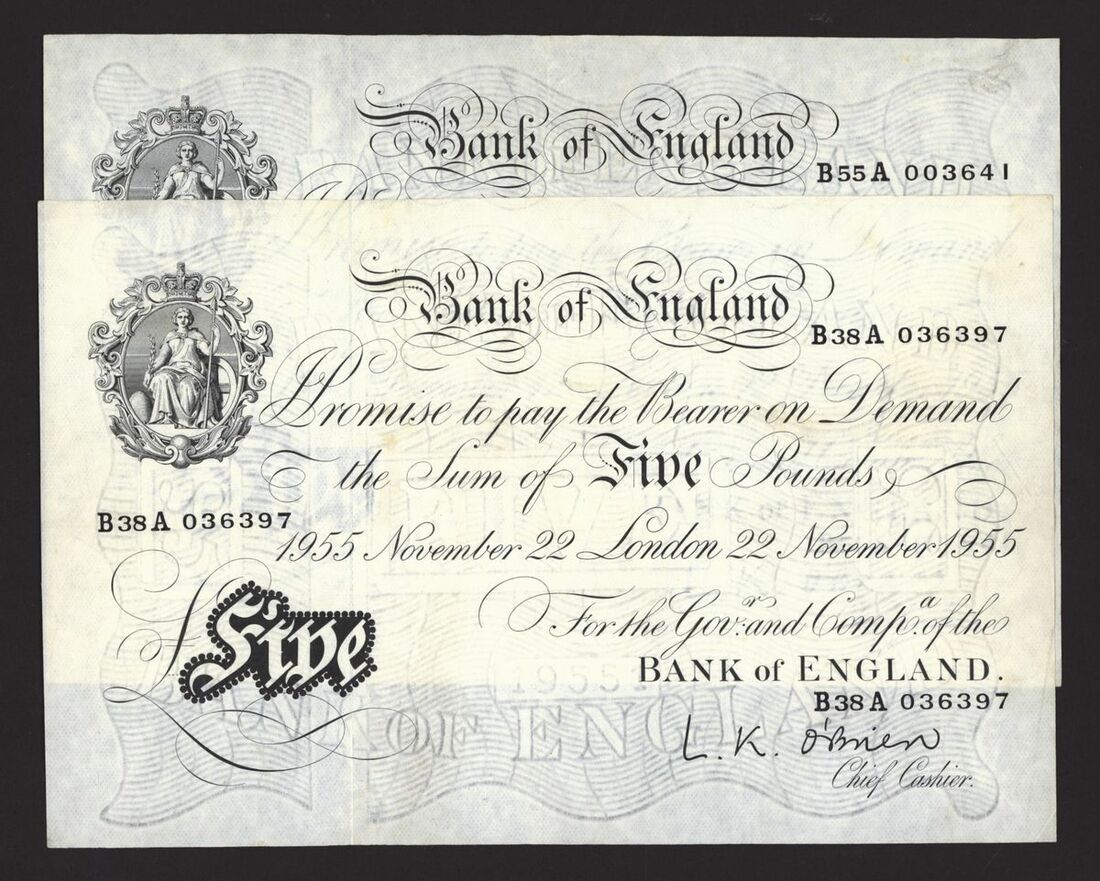 Bank of England
B55A 003641
Bank of England
B38A 036397
I Promise to pay the Bearer on Demand
the Sum of Five Pounds
B38A 036397
1955 November 22 London 22 November 1955
£ Five
For the Govr. and Compa. of the
BANK of ENGLAND.
B38A 036397
L. K. O'Brien
Chief Cashier.
OF ENGLA